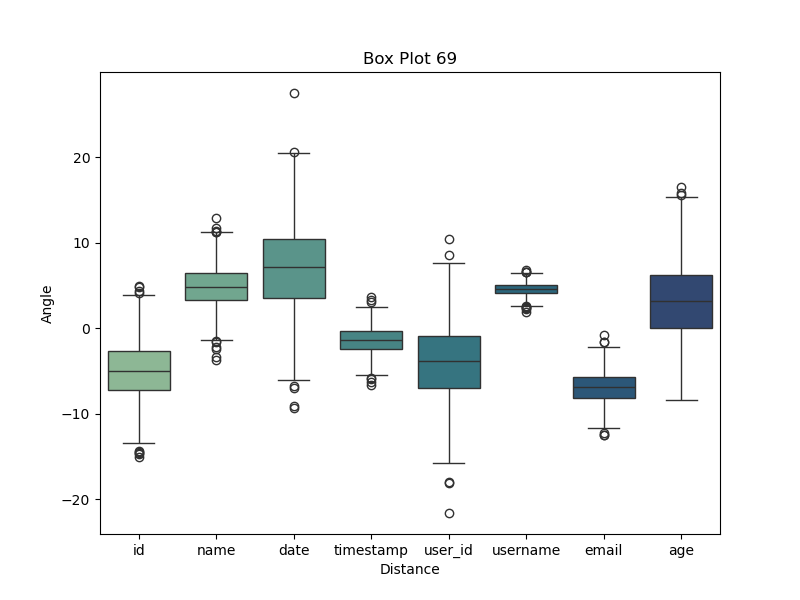 Box Plot 69
Angle
20
10
0
−10
−20
id name date timestamp user_id username email age
Distance